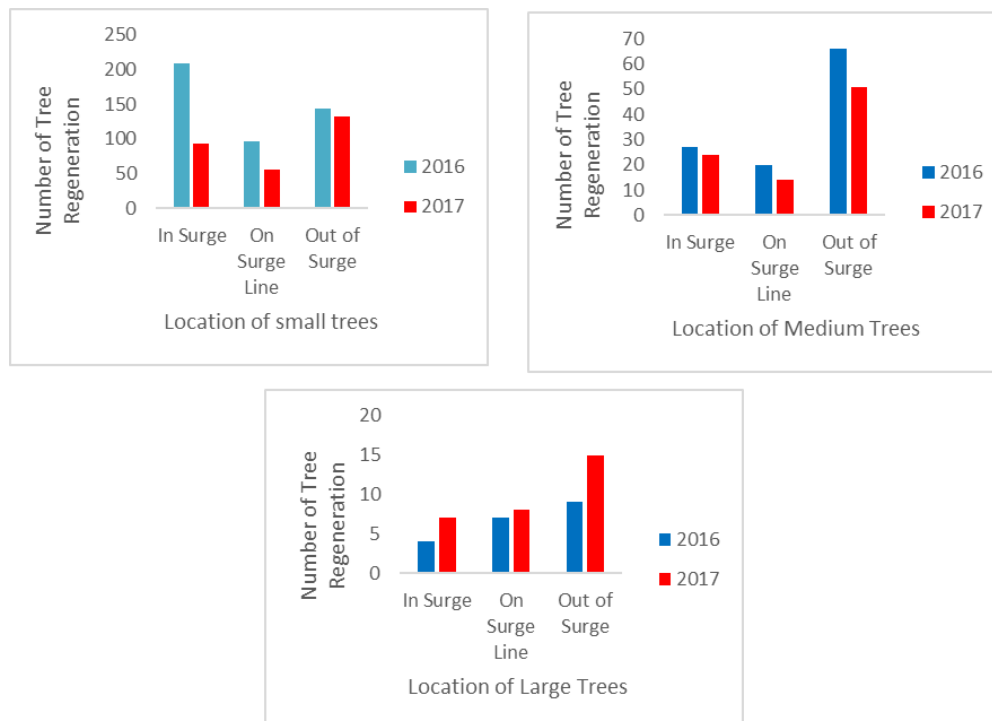 Number of Tree
Regeneration
250
200
150
100
50
0
In Surge
On
Surge
Line
Out of
Surge
2016
2017
Location of small trees
Number of Tree
Regeneration
70
60
50
40
30
20
10
0
In Surge
On
Surge
Line
Out of
Surge
2016
2017
Location of Medium Trees
Number of Tree
Regeneration
20
15
10
5
0
In Surge
On
Surge
Line
Out of
Surge
2016
2017
Location of Large Trees